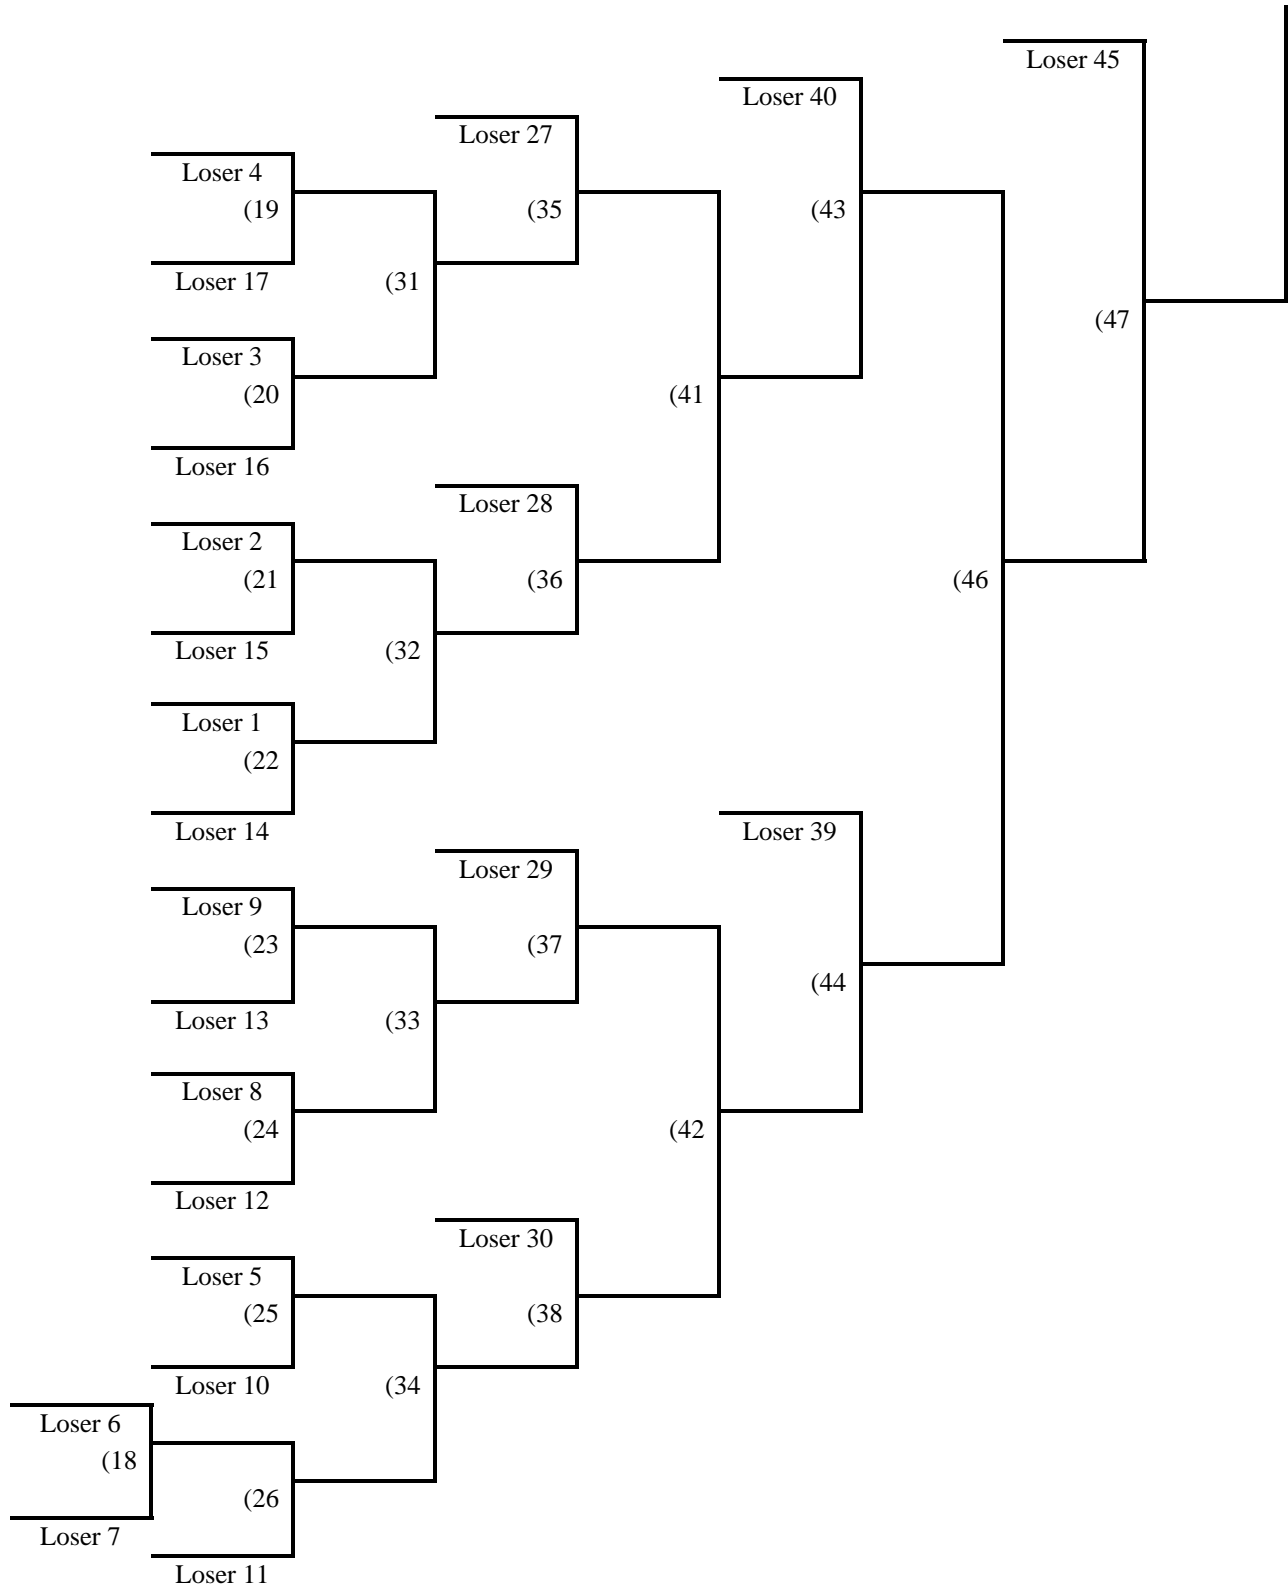 Loser 45
Loser 40
Loser 27
Loser 4
(19
(35
(43
Loser 17
(31
(47
Loser 3
(20
(41
Loser 16
Loser 28
Loser 2
(21
(36
(46
Loser 15
(32
Loser 1
(22
Loser 14
Loser 39
Loser 29
Loser 9
(23
(37
(44
Loser 13
(33
Loser 8
(24
(42
Loser 12
Loser 30
Loser 5
(25
(38
Loser 10
(34
Loser 6
(18
(26
Loser 7
Loser 11